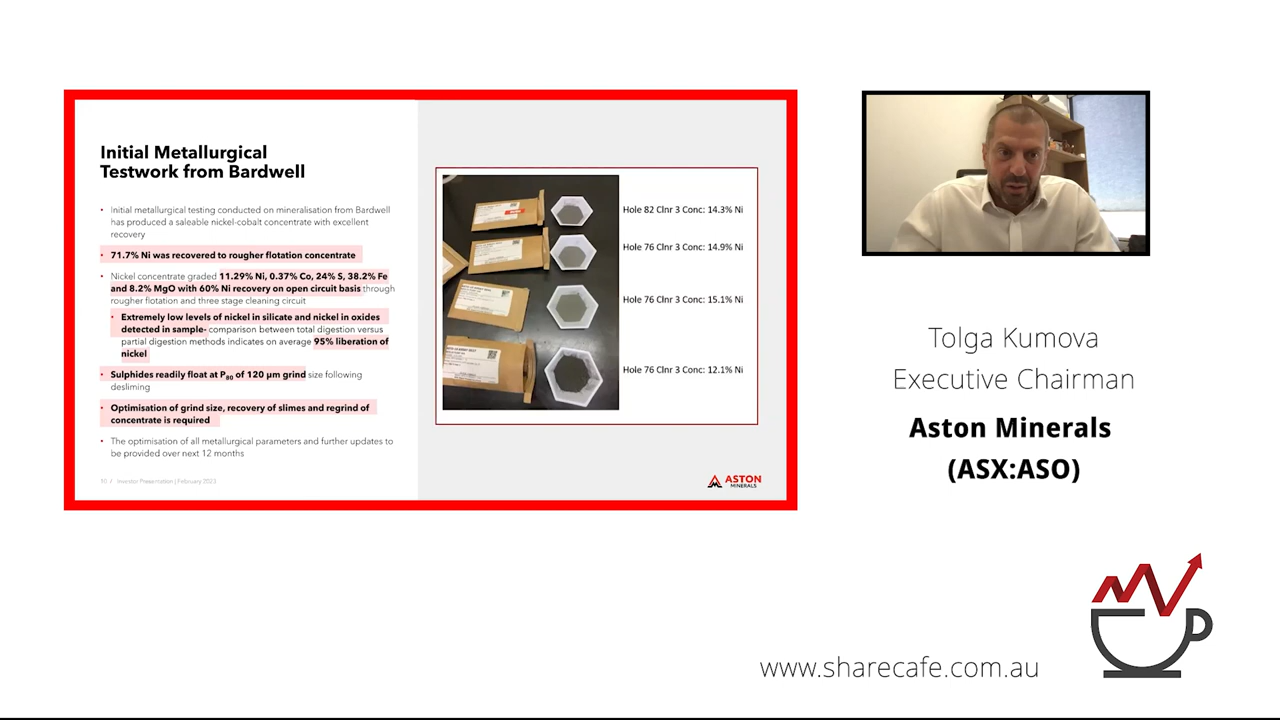 Initial Metallurgical
Testwork from Bardwell
• Initial metallurgical testing conducted on mineralisation from Bardwell
has produced a saleable nickel-cobalt concentrate with excellent
recovery
• 71.7% Ni was recovered to rougher flotation concentrate
• Nickel concentrate graded 11.29% Ni, 0.37% Co, 24% S, 38.2% Fe
and 8.2% MgO with 60% Ni recovery on open circuit basis through
rougher flotation and three stage cleaning circuit
• Extremely low levels of nickel in silicate and nickel in oxides
detected in sample- comparison between total digestion versus
partial digestion methods indicates on average 95% liberation of
nickel
• Sulphides readily float at P80 of 120 µm grind size following
desliming
• Optimisation of grind size, recovery of slimes and regrind of
concentrate is required
• The optimisation of all metallurgical parameters and further updates to
be provided over next 12 months
/ Investor Presentation | February 2023
Hole 82 Clnr 3 Conc: 14.3% Ni
Hole 76 Clnr 3 Conc: 14.9% Ni
Hole 76 Clnr 3 Conc: 15.1% Ni
Hole 76 Clnr 3 Conc: 12.1% Ni
ASTON
MINERALS
Tolga Kumova
Executive Chairman
Aston Minerals
(ASX:ASO)
www.sharecafe.com.au